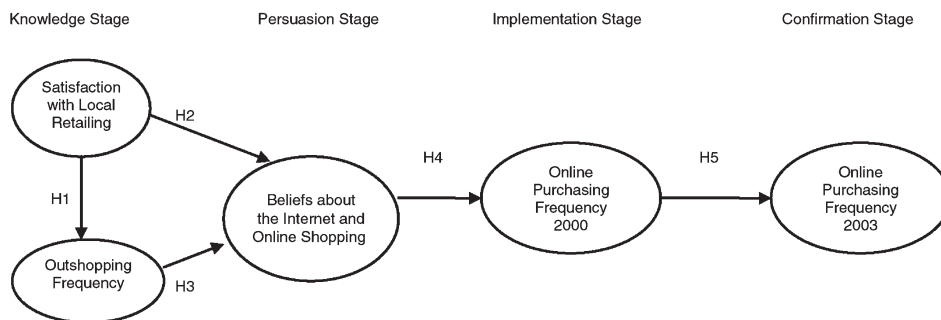 Knowledge Stage
Persuasion Stage
Implementation Stage
Confirmation Stage
Satisfaction
with Local
Retailing
H2
H1
H4
H5
Beliefs about
the Internet and
Online Shopping
Online
Purchasing
Frequency
2000
Online
Purchasing
Frequency
2003
Outshopping
Frequency
H3